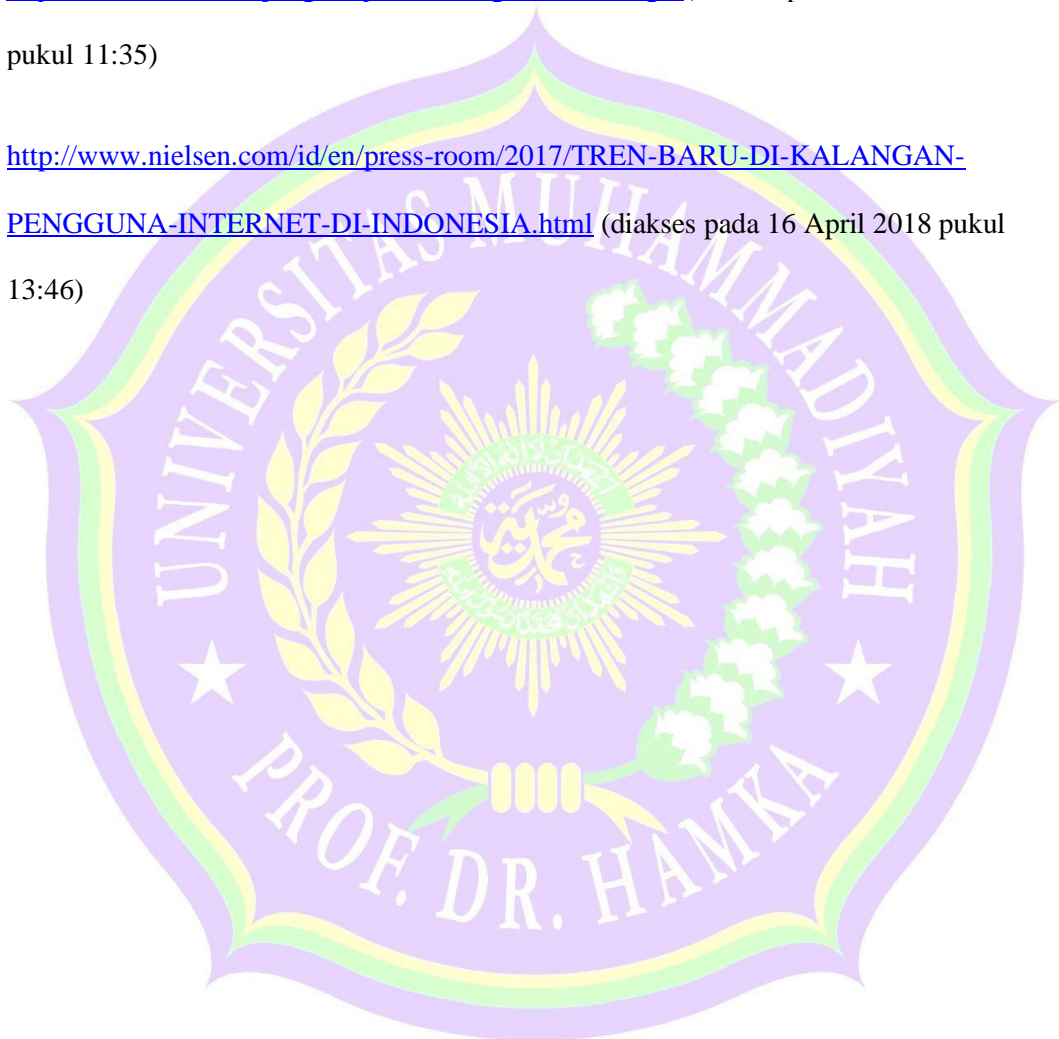 pukul 11:35)
http://www.nielsen.com/id/en/press-room/2017/TREN-BARU-DI-KALANGAN-
PENGGUNA-INTERNET-DI-INDONESIA.html (diakses pada 16 April 2018 pukul
13:46)
UNIVERSITAS MUHAMMADIYAH
محمدية
PROF. DR. HAMKA